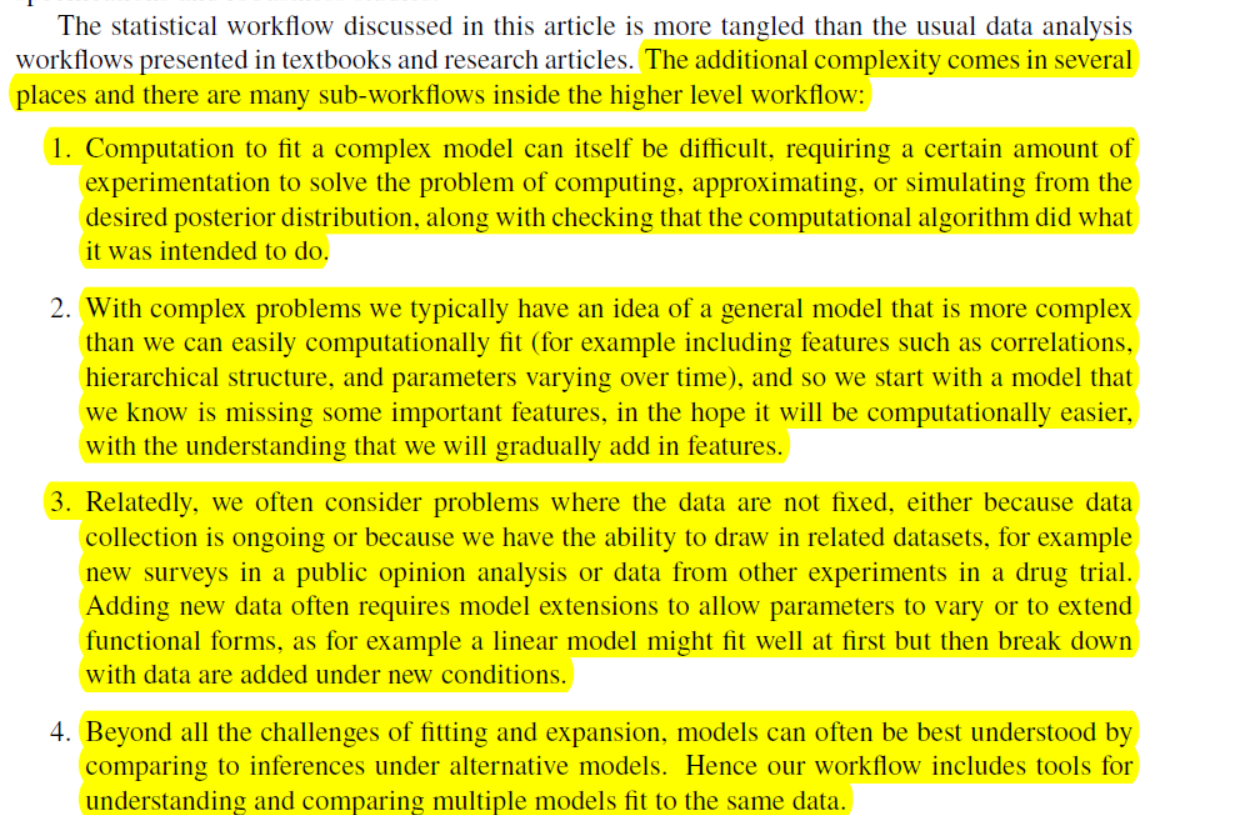 The statistical workflow discussed in this article is more tangled than the usual data analysis
workflows presented in textbooks and research articles. The additional complexity comes in several
places and there are many sub-workflows inside the higher level workflow:
1. Computation to fit a complex model can itself be difficult, requiring a certain amount of
experimentation to solve the problem of computing, approximating, or simulating from the
desired posterior distribution, along with checking that the computational algorithm did what
it was intended to do.
2. With complex problems we typically have an idea of a general model that is more complex
than we can easily computationally fit (for example including features such as correlations,
hierarchical structure, and parameters varying over time), and so we start with a model that
we know is missing some important features, in the hope it will be computationally easier,
with the understanding that we will gradually add in features.
3. Relatedly, we often consider problems where the data are not fixed, either because data
collection is ongoing or because we have the ability to draw in related datasets, for example
new surveys in a public opinion analysis or data from other experiments in a drug trial.
Adding new data often requires model extensions to allow parameters to vary or to extend
functional forms, as for example a linear model might fit well at first but then break down
with data are added under new conditions.
4. Beyond all the challenges of fitting and expansion, models can often be best understood by
comparing to inferences under alternative models. Hence our workflow includes tools for
understanding and comparing multiple models fit to the same data.